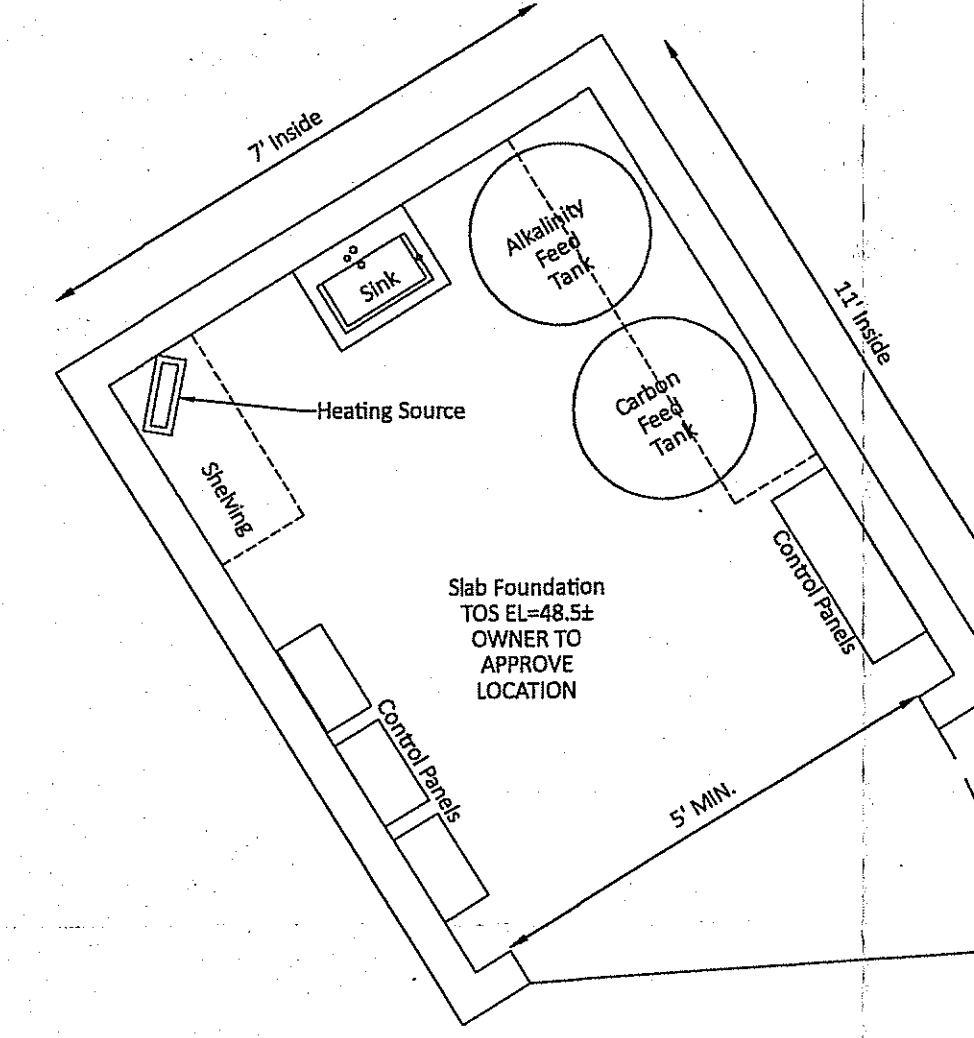 7' Inside
11' Inside
Alkalinity
Feed
Tank
Sink
Carbon
Feed
Tank
Heating Source
Shelving
Control Panels
Slab Foundation
TOS EL=48.5±
OWNER TO
APPROVE
LOCATION
Control Panels
5' MIN.